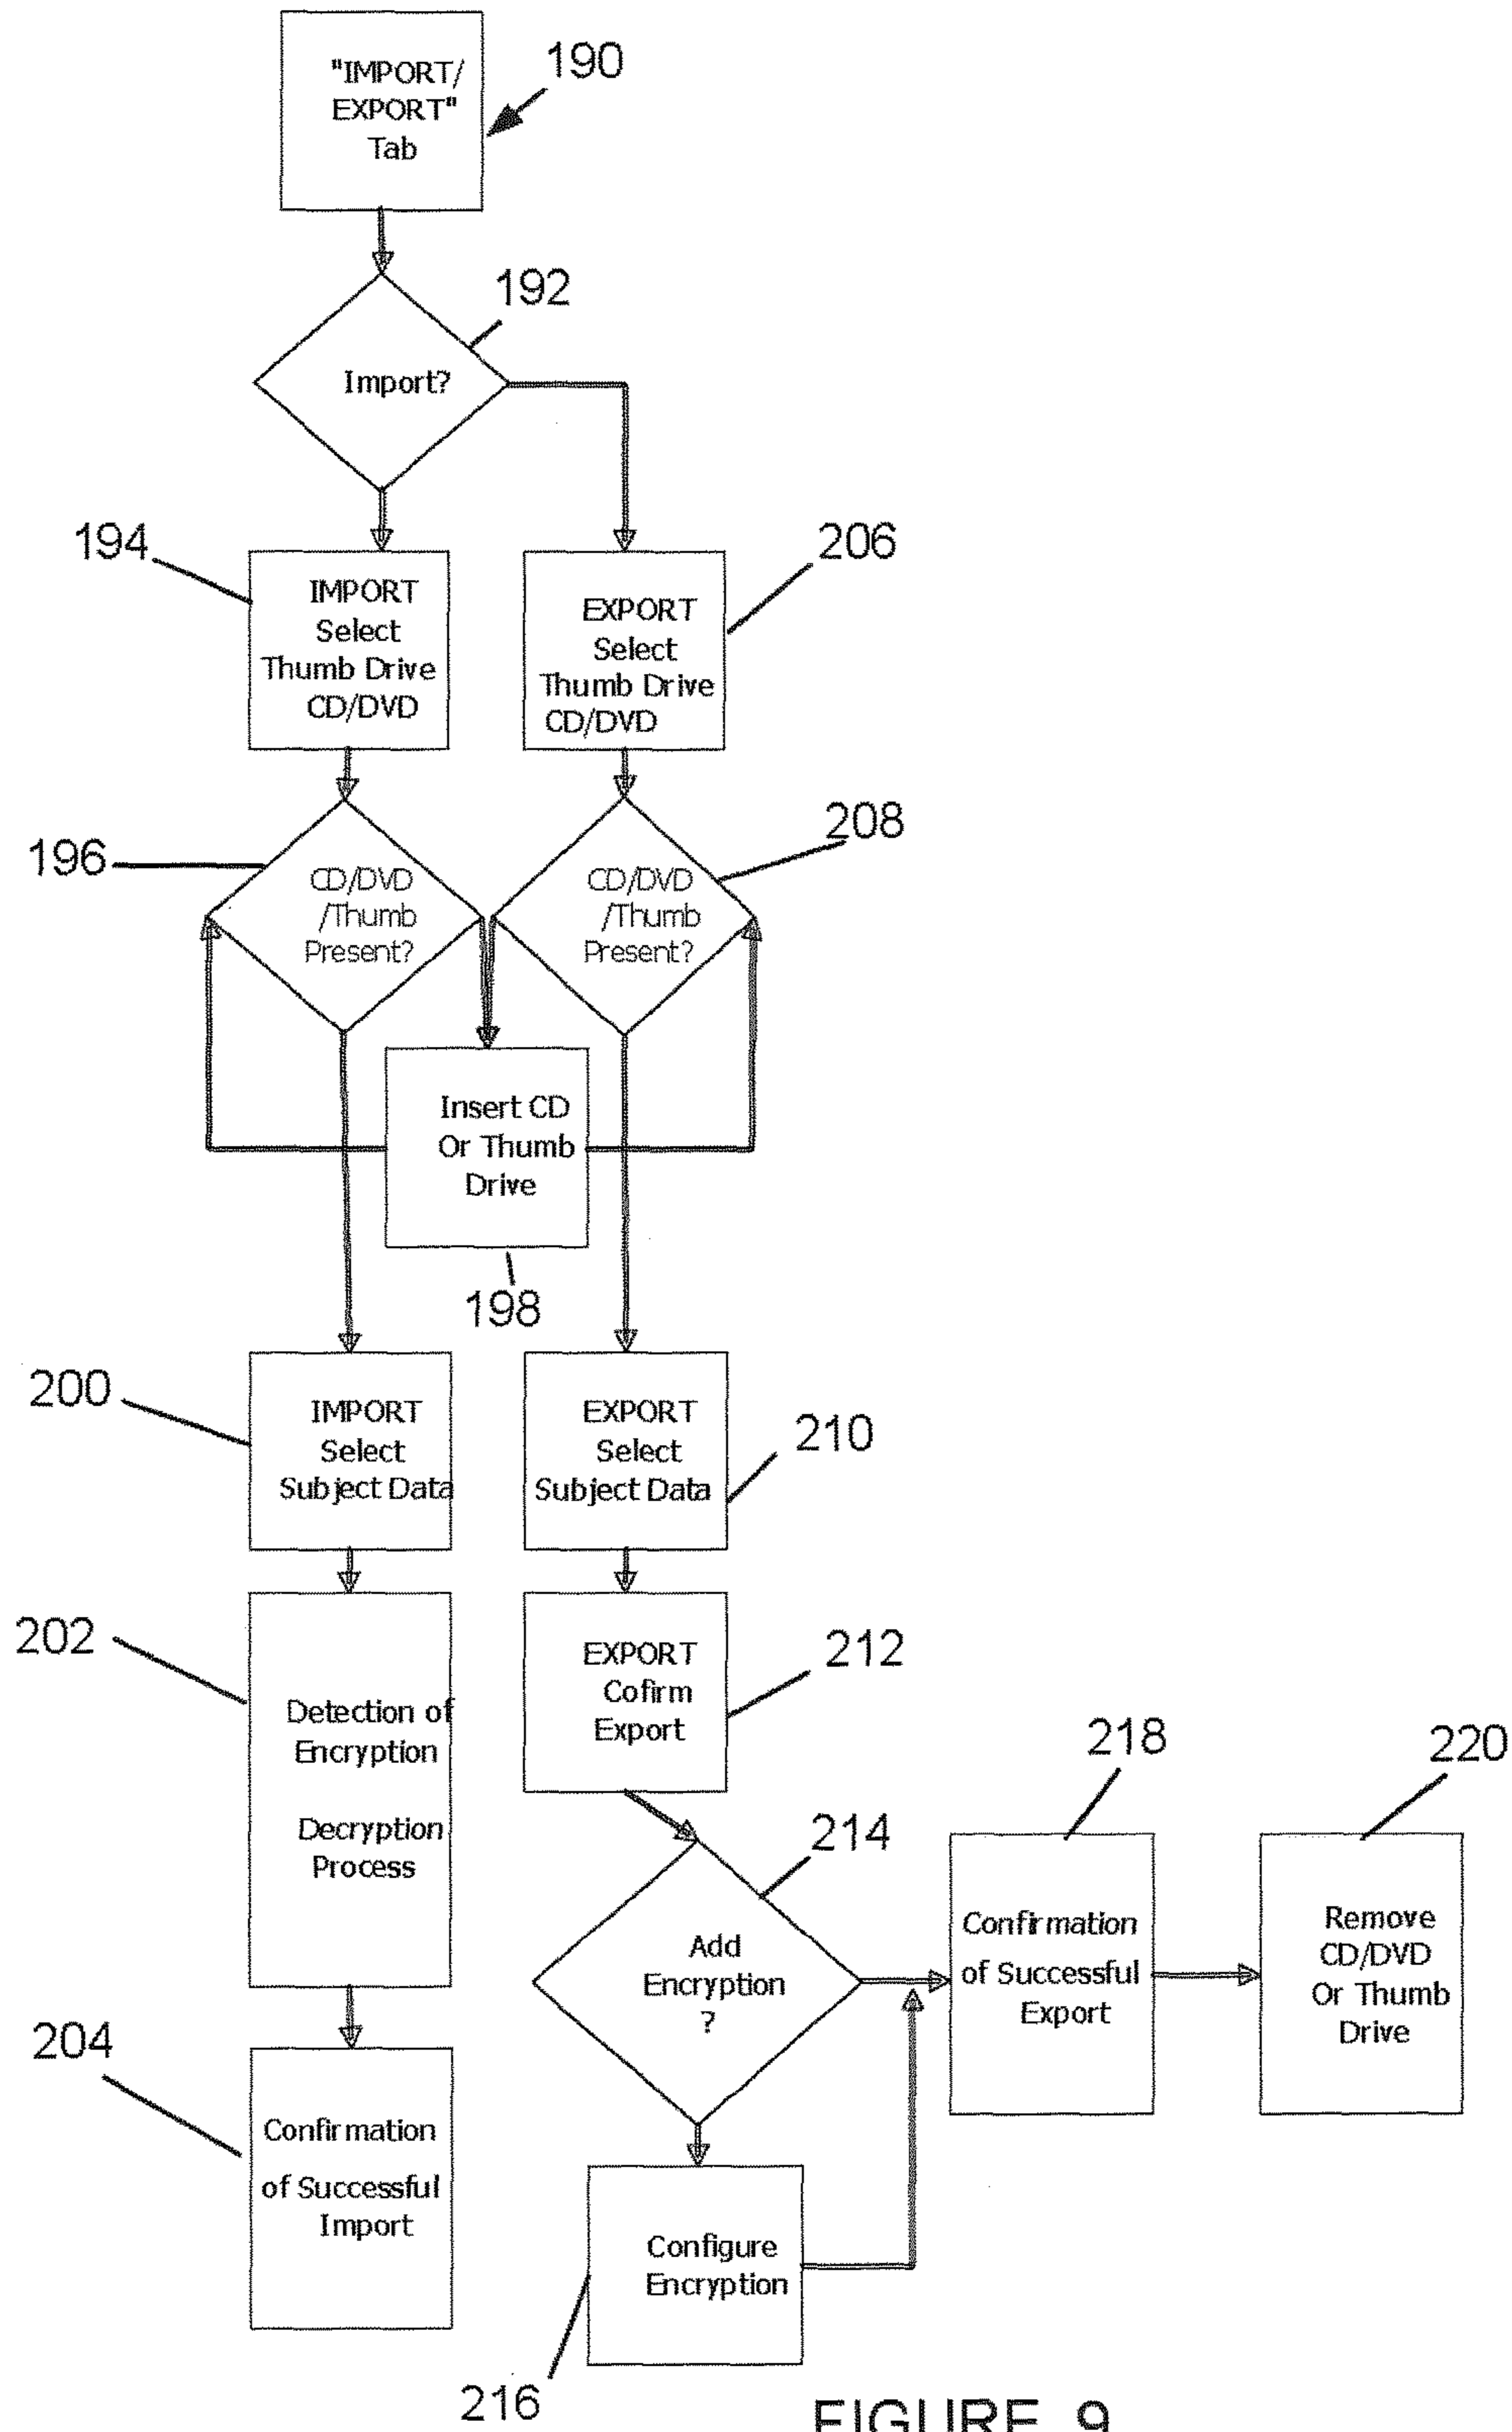 "IMPORT/
EXPORT"
Tab
190
192
Import?
194
IMPORT
Select
Thumb Drive
CD/DVD
206
EXPORT
Select
Thumb Drive
CD/DVD
196
CD/DVD
/Thumb
Present?
208
CD/DVD
/Thumb
Present?
Insert CD
Or Thumb
Drive
198
200
IMPORT
Select
Subject Data
EXPORT
Select
Subject Data
210
202
Detection of
Encryption
Decryption
Process
EXPORT
Cofirm
Export
212
214
Add
Encryption
?
218
Confirmation
of Successful
Export
220
Remove
CD/DVD
Or Thumb
Drive
204
Confirmation
of Successful
Import
Configure
Encryption
216
FIGURE 9